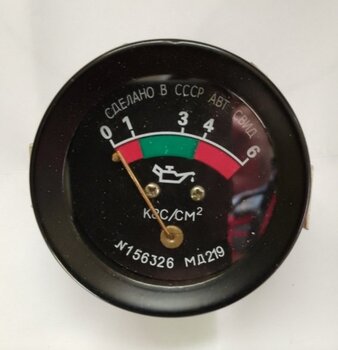 СДЕЛАНО В СССР АВТ. СВИД.
0 1 3 4 6
КГС/СМ²
№156326 МД219